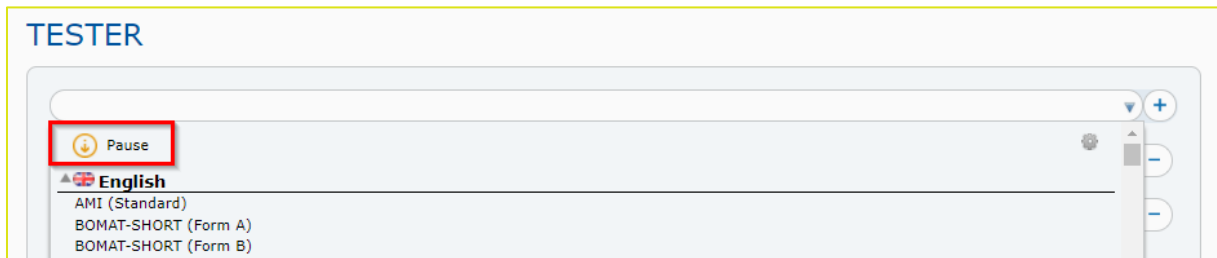 TESTER
Pause
English
AMI (Standard)
BOMAT-SHORT (Form A)
BOMAT-SHORT (Form B)